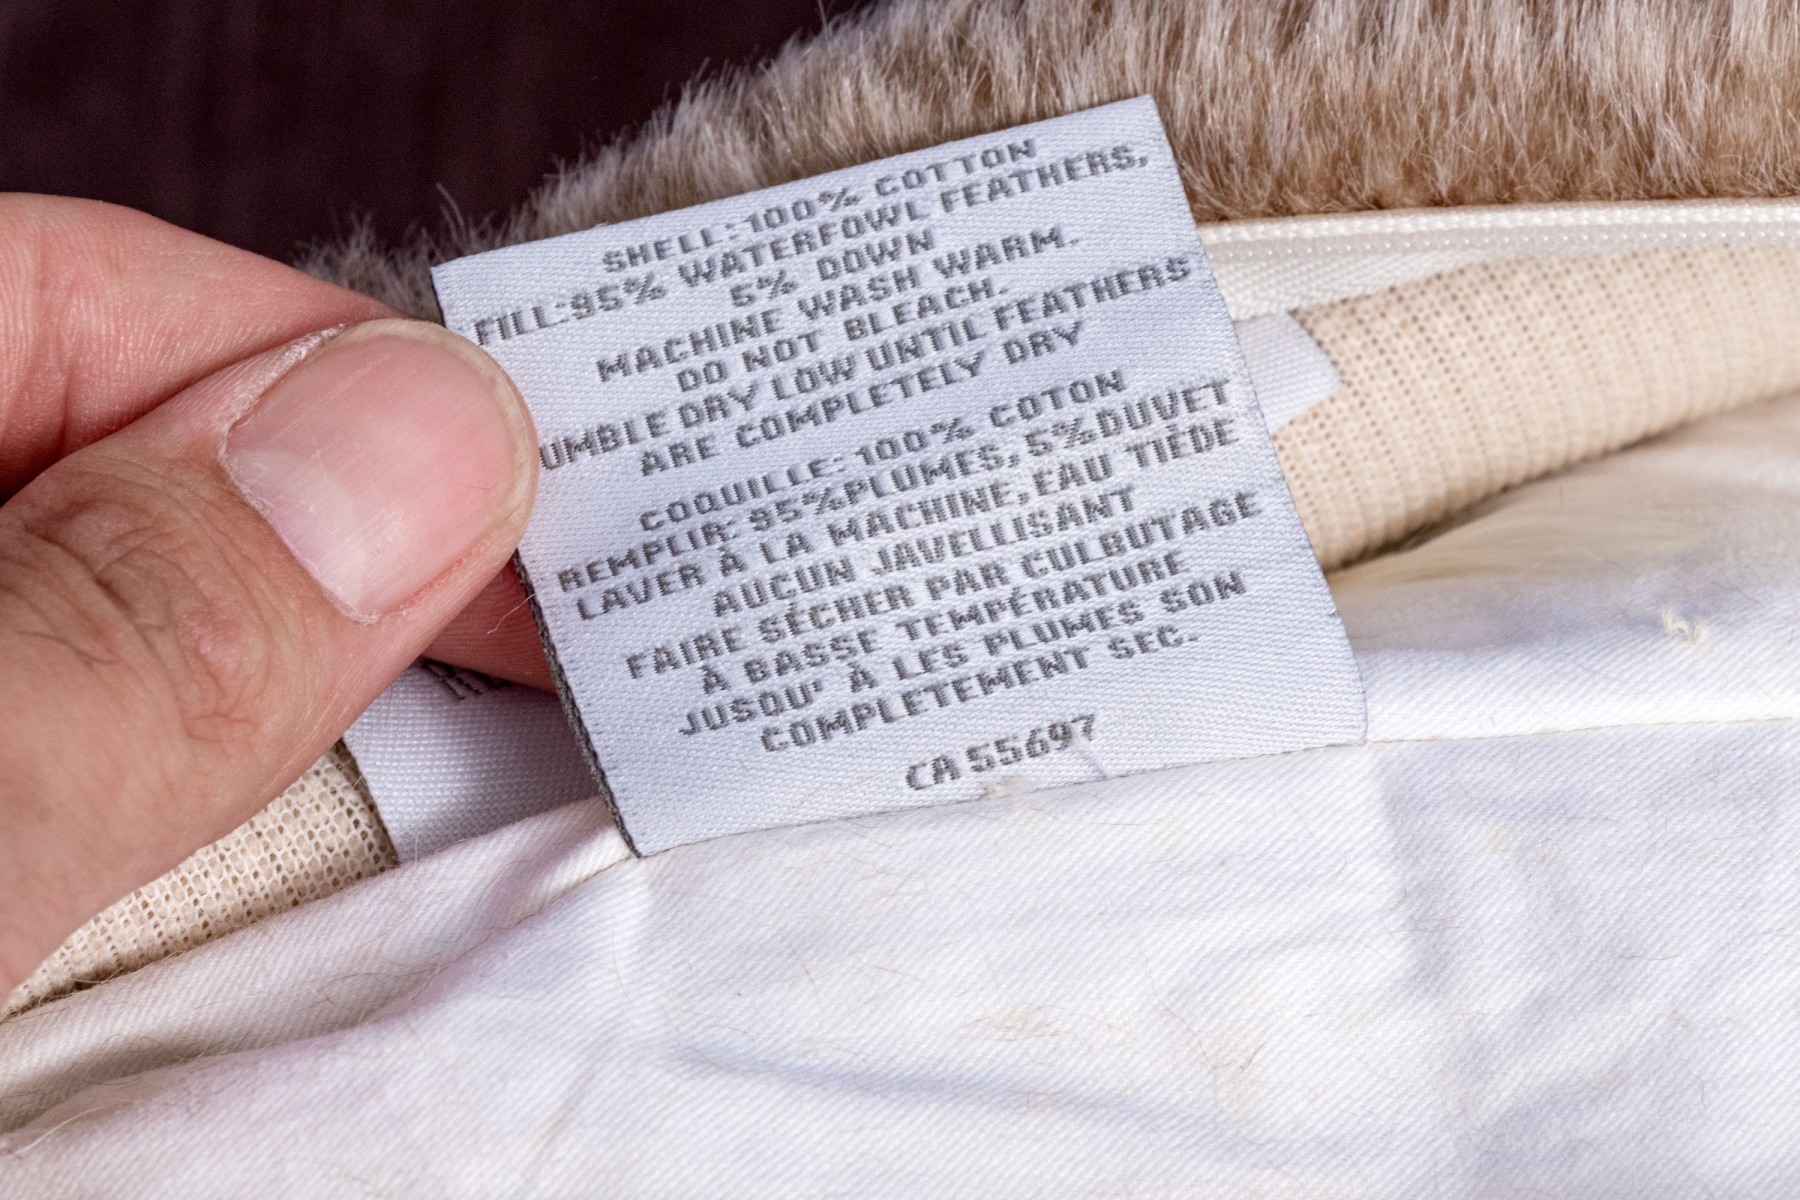 SHELL:100% COTTON
FILL:95% WATERFOWL FEATHERS,
5% DOWN
MACHINE WASH WARM.
DO NOT BLEACH.
UMBLE DRY LOW UNTIL FEATHERS
ARE COMPLETELY DRY
COQUILLE:100% COTON
REMPLIR: 95%PLUMES, 5%DUVET
LAVER À LA MACHINE,EAU TIÈDE
AUCUN JAVELLISANT
FAIRE SÉCHER PAR CULBUTAGE
À BASSE TEMPÉRATURE
JUSQU' À LES PLUMES SON
COMPLETEMENT SEC.
CA 55697